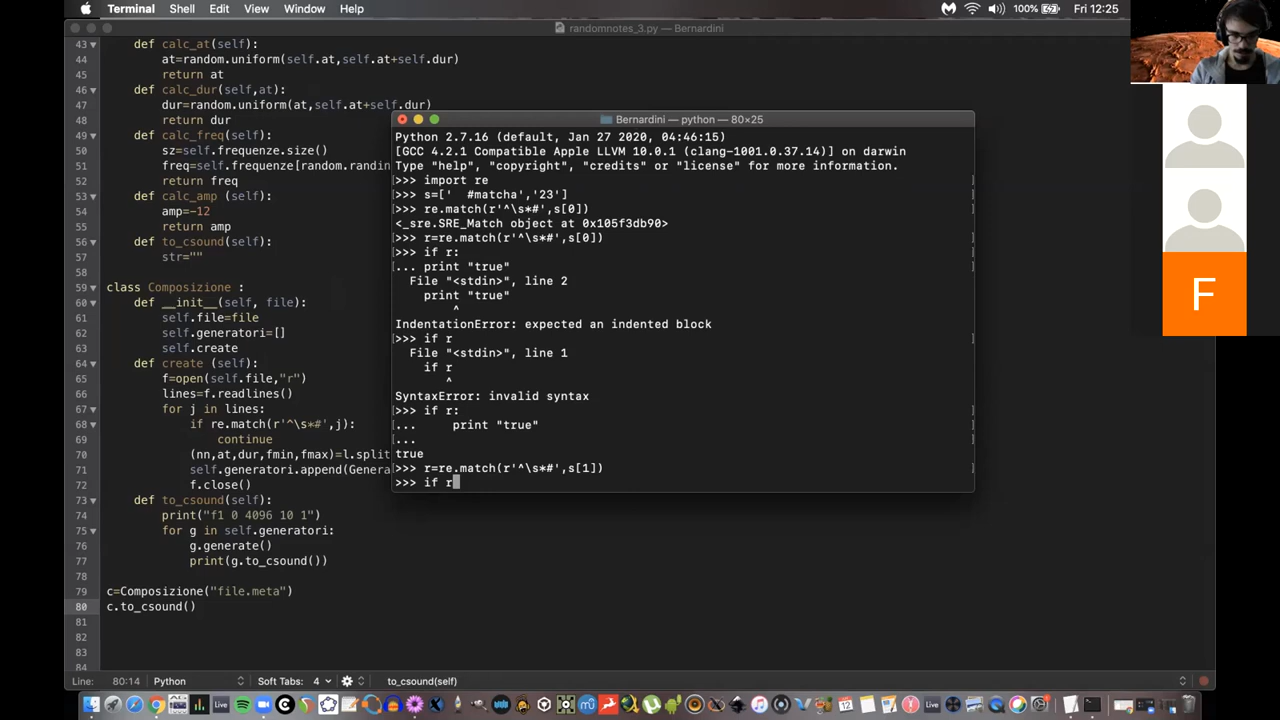 Terminal Shell Edit View Window Help 100% Fri 12:25
randomnotes_3.py — Bernardini
43 def calc_at(self):
44 at=random.uniform(self.at,self.at+self.dur)
45 return at
46 def calc_dur(self,at):
47 dur=random.uniform(at,self.at+self.dur)
48 return dur
49 def calc_freq(self):
50 sz=self.frequenze.size()
51 freq=self.frequenze[random.randin
52 return freq
53 def calc_amp (self):
54 amp=-12
55 return amp
56 def to_csound(self):
57 str=""
58
59 class Composizione :
60 def __init__(self, file):
61 self.file=file
62 self.generatori=[]
63 self.create
64 def create (self):
65 f=open(self.file,"r")
66 lines=f.readlines()
67 for j in lines:
68 if re.match(r'^\s*#',j):
69 continue
70 (nn,at,dur,fmin,fmax)=l.split
71 self.generatori.append(Genera
72 f.close()
73 def to_csound(self):
74 print("f1 0 4096 10 1")
75 for g in self.generatori:
76 g.generate()
77 print(g.to_csound())
78
79 c=Composizione("file.meta")
80 c.to_csound()
81
82
83
84
Bernardini — python — 80×25
Python 2.7.16 (default, Jan 27 2020, 04:46:15)
[GCC 4.2.1 Compatible Apple LLVM 10.0.1 (clang-1001.0.37.14)] on darwin
Type "help", "copyright", "credits" or "license" for more information.
>>> import re
>>> s=['  #matcha','23']
>>> re.match(r'^\s*#',s[0])
<_sre.SRE_Match object at 0x105f3db90>
>>> r=re.match(r'^\s*#',s[0])
>>> if r:
... print "true"
File "<stdin>", line 2
print "true"
^
IndentationError: expected an indented block
>>> if r
File "<stdin>", line 1
if r
^
SyntaxError: invalid syntax
>>> if r:
...     print "true"
...
true
>>> r=re.match(r'^\s*#',s[1])
>>> if r
F
Line: 80:14 Python Soft Tabs: 4 to_csound(self)